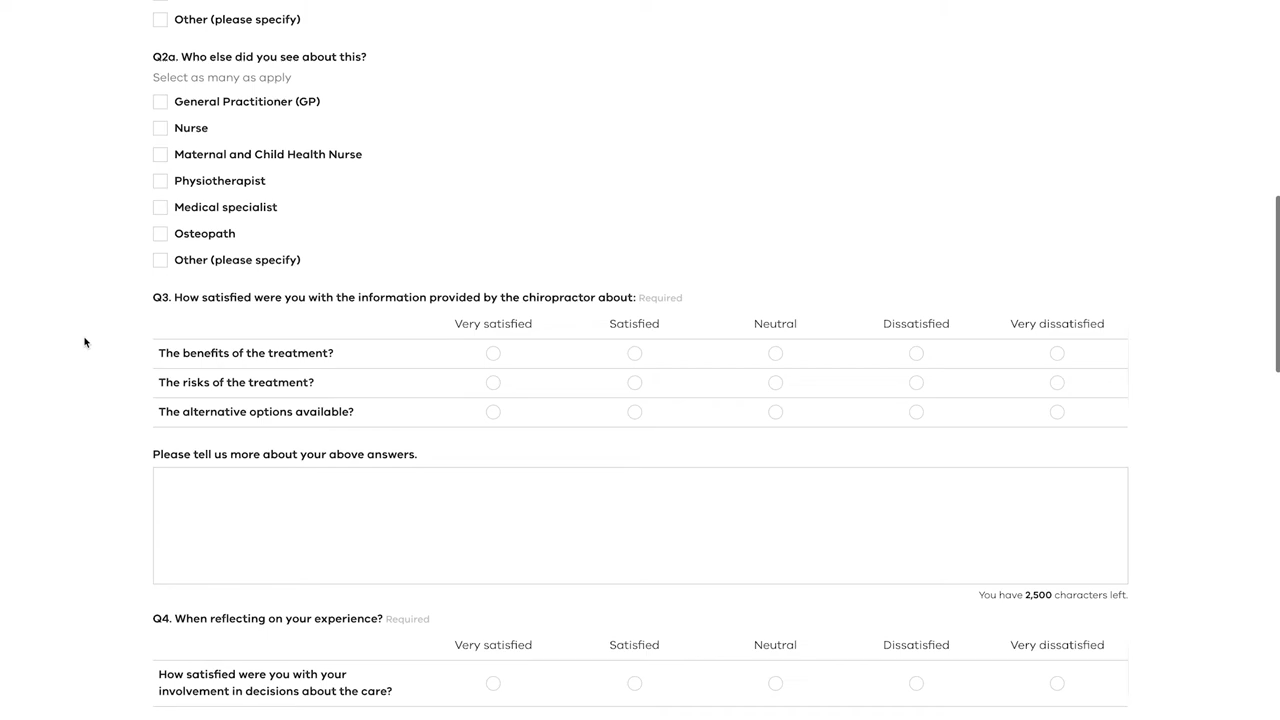 Other (please specify)
Q2a. Who else did you see about this?
Select as many as apply
General Practitioner (GP)
Nurse
Maternal and Child Health Nurse
Physiotherapist
Medical specialist
Osteopath
Other (please specify)
Q3. How satisfied were you with the information provided by the chiropractor about: Required
Very satisfied Satisfied Neutral Dissatisfied Very dissatisfied
The benefits of the treatment?
The risks of the treatment?
The alternative options available?
Please tell us more about your above answers.
You have 2,500 characters left.
Q4. When reflecting on your experience? Required
Very satisfied Satisfied Neutral Dissatisfied Very dissatisfied
How satisfied were you with your
involvement in decisions about the care?